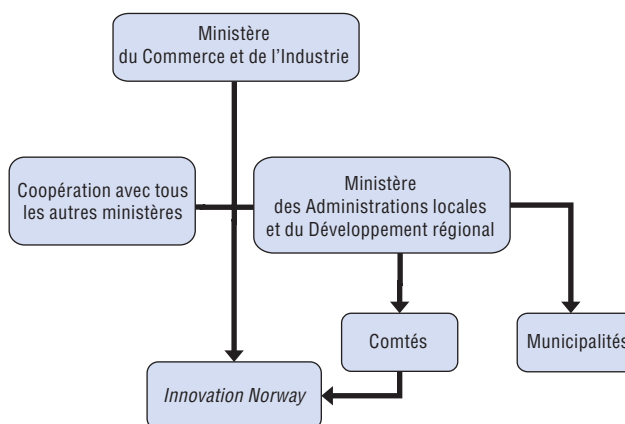 Ministère
du Commerce et de l'Industrie
Coopération avec tous
les autres ministères
Ministère
des Administrations locales
et du Développement régional
Comtés
Municipalités
Innovation Norway